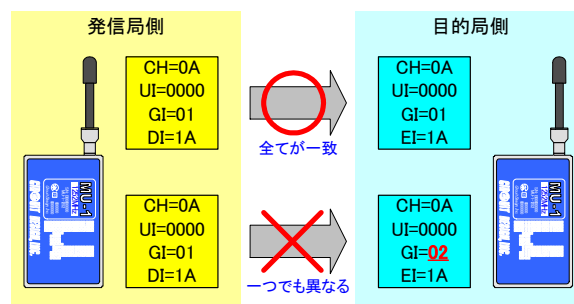 発信局側
目的局側
CH=0A
UI=0000
GI=01
DI=1A
全てが一致
CH=0A
UI=0000
GI=01
EI=1A
CH=0A
UI=0000
GI=01
DI=1A
一つでも異なる
CH=0A
UI=0000
GI=02
EI=1A
MU-1
MU-1